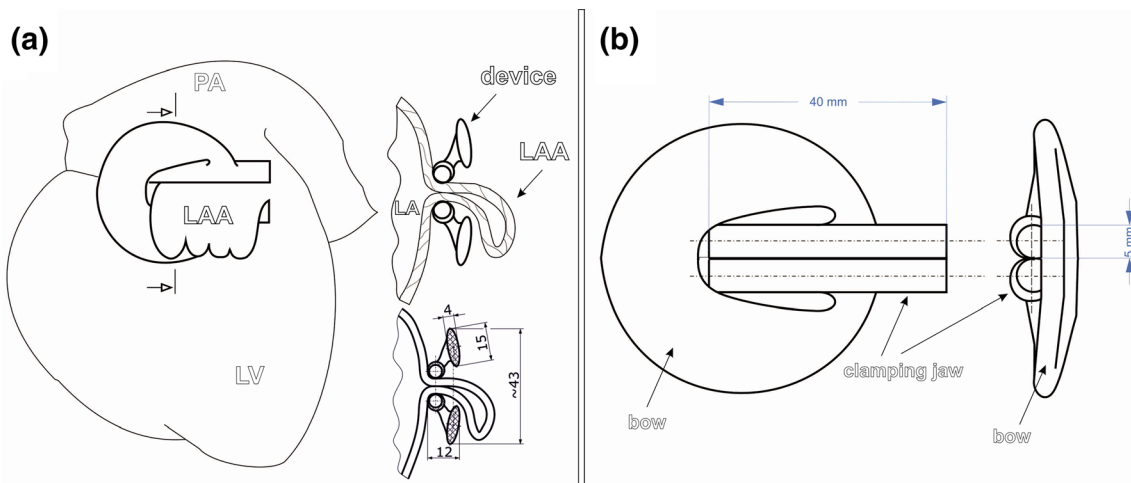 (a)
PA
device
LAA
LA
LAA
LV
4
15
~43
12
(b)
40 mm
5 mm
clamping jaw
bow
bow